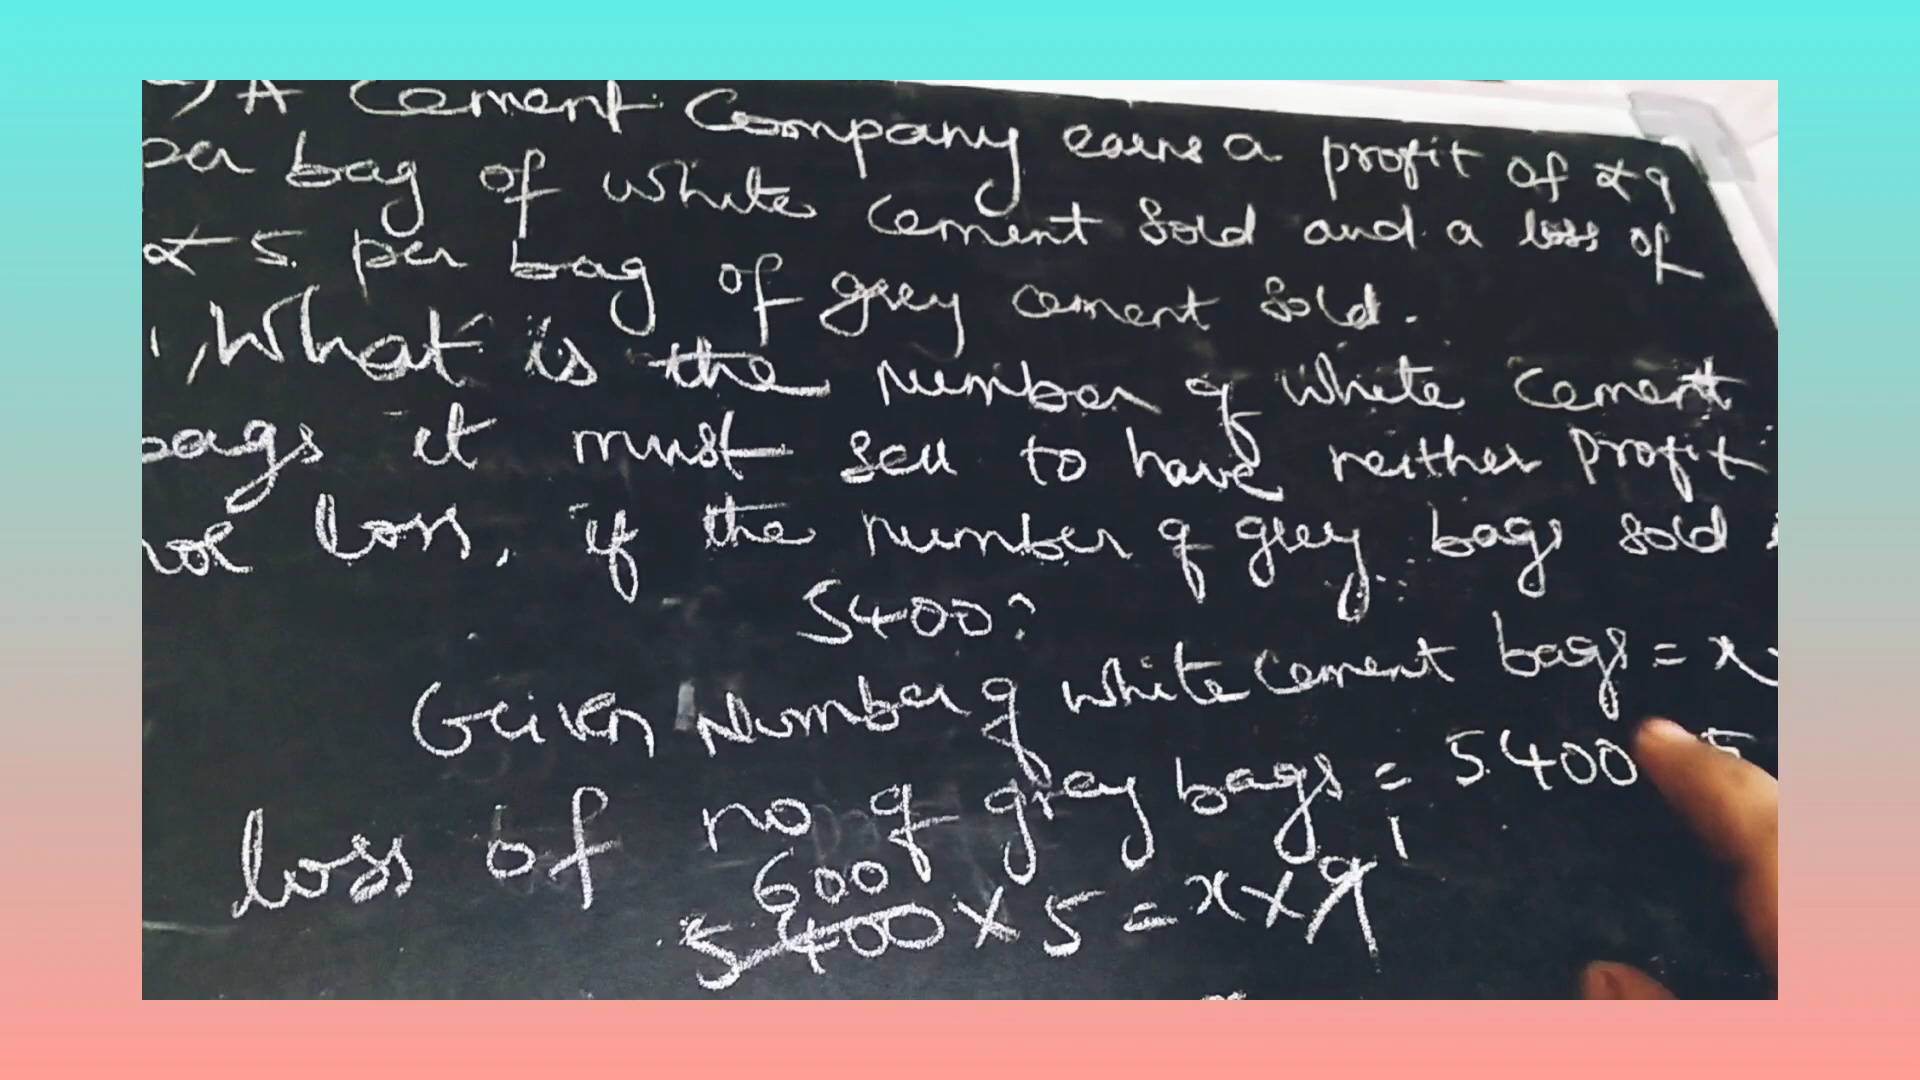 A Cement Company earns a profit of ₹ 9
per bag of white cement sold and a loss of
₹ 5 per bag of grey cement sold.
, What is the number of white cement
bags it must sell to have neither profit
nor loss, if the number of grey bags sold
5400?
Given Number of white cement bags = x
loss of no of grey bags = 5400 5
600 1
5400 × 5 = x × 9